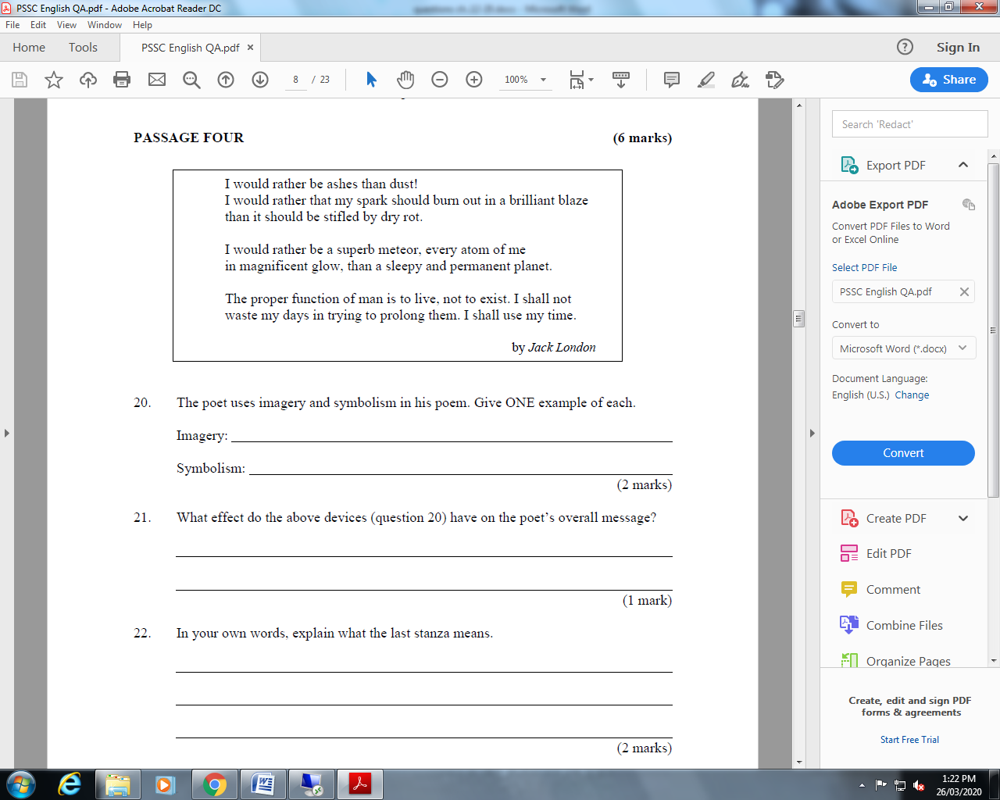 PSSC English QA.pdf - Adobe Acrobat Reader DC
File Edit View Window Help
Home Tools PSSC English QA.pdf × Sign In
8 / 23 100% Share
PASSAGE FOUR (6 marks)
I would rather be ashes than dust!
I would rather that my spark should burn out in a brilliant blaze
than it should be stifled by dry rot.
I would rather be a superb meteor, every atom of me
in magnificent glow, than a sleepy and permanent planet.
The proper function of man is to live, not to exist. I shall not
waste my days in trying to prolong them. I shall use my time.
by Jack London
20. The poet uses imagery and symbolism in his poem. Give ONE example of each.
Imagery:
Symbolism:
(2 marks)
21. What effect do the above devices (question 20) have on the poet’s overall message?
(1 mark)
22. In your own words, explain what the last stanza means.
(2 marks)
Search 'Redact'
Export PDF
Adobe Export PDF
Convert PDF Files to Word
or Excel Online
Select PDF File
PSSC English QA.pdf
Convert to
Microsoft Word (*.docx)
Document Language:
English (U.S.) Change
Convert
Create PDF
Edit PDF
Comment
Combine Files
Organize Pages
Create, edit and sign PDF
forms & agreements
Start Free Trial
1:22 PM
26/03/2020